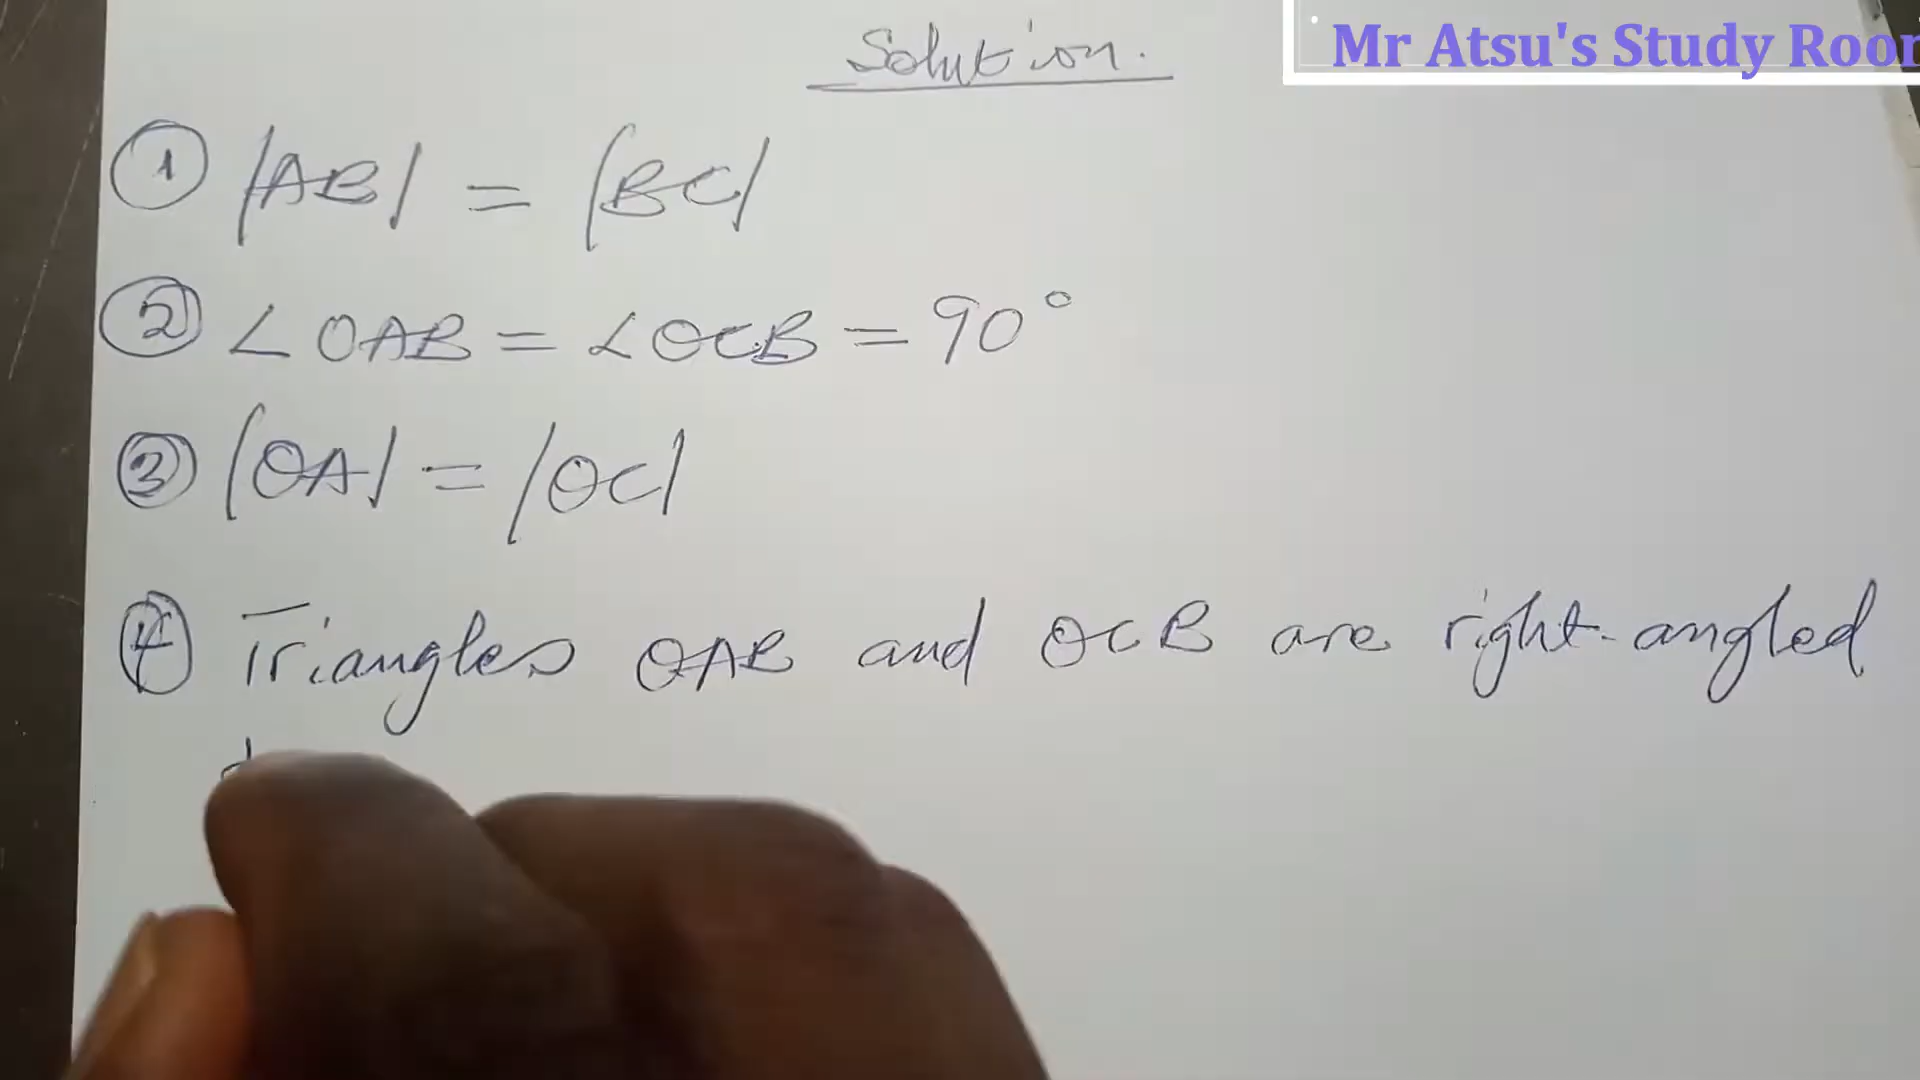 Mr Atsu's Study Roo
Solution.
① |AB| = |BC|
② ∠OAB = ∠OCB = 90°
③ |OA| = |OC|
④ Triangles OAB and OCB are right-angled